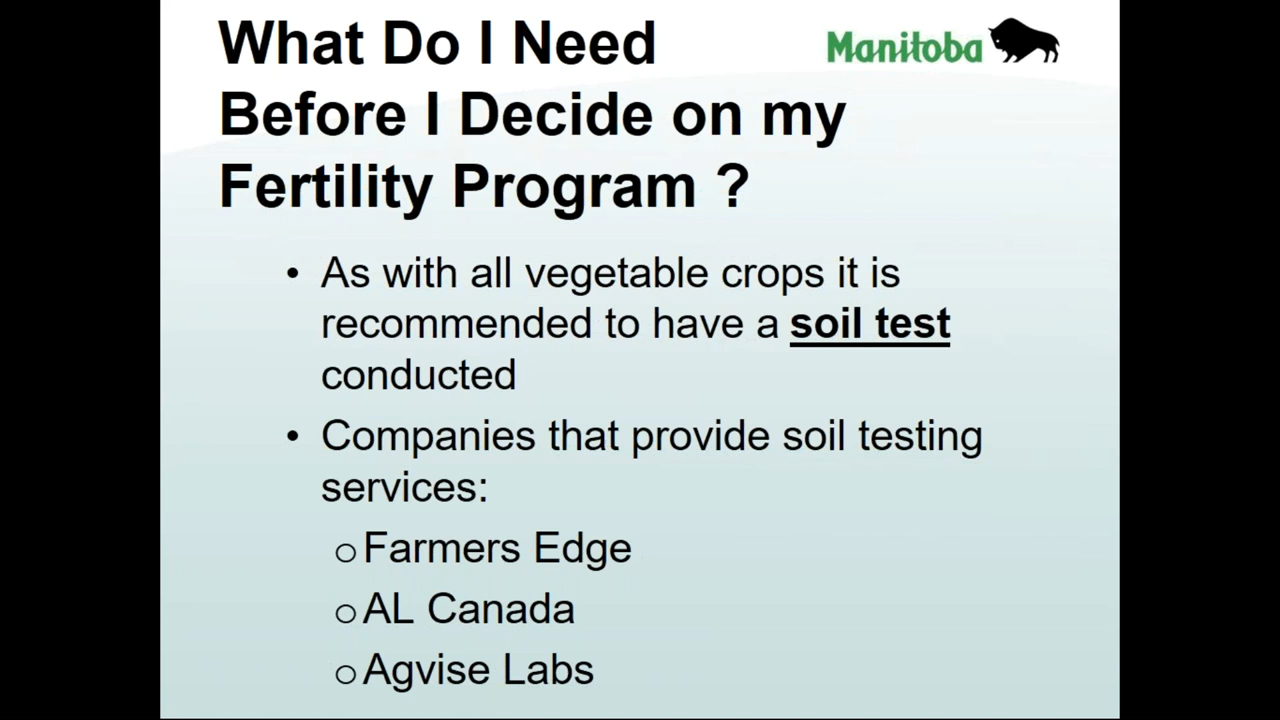 What Do I Need
Manitoba
Before I Decide on my
Fertility Program ?
• As with all vegetable crops it is
recommended to have a soil test
conducted
• Companies that provide soil testing
services:
o Farmers Edge
o AL Canada
o Agvise Labs